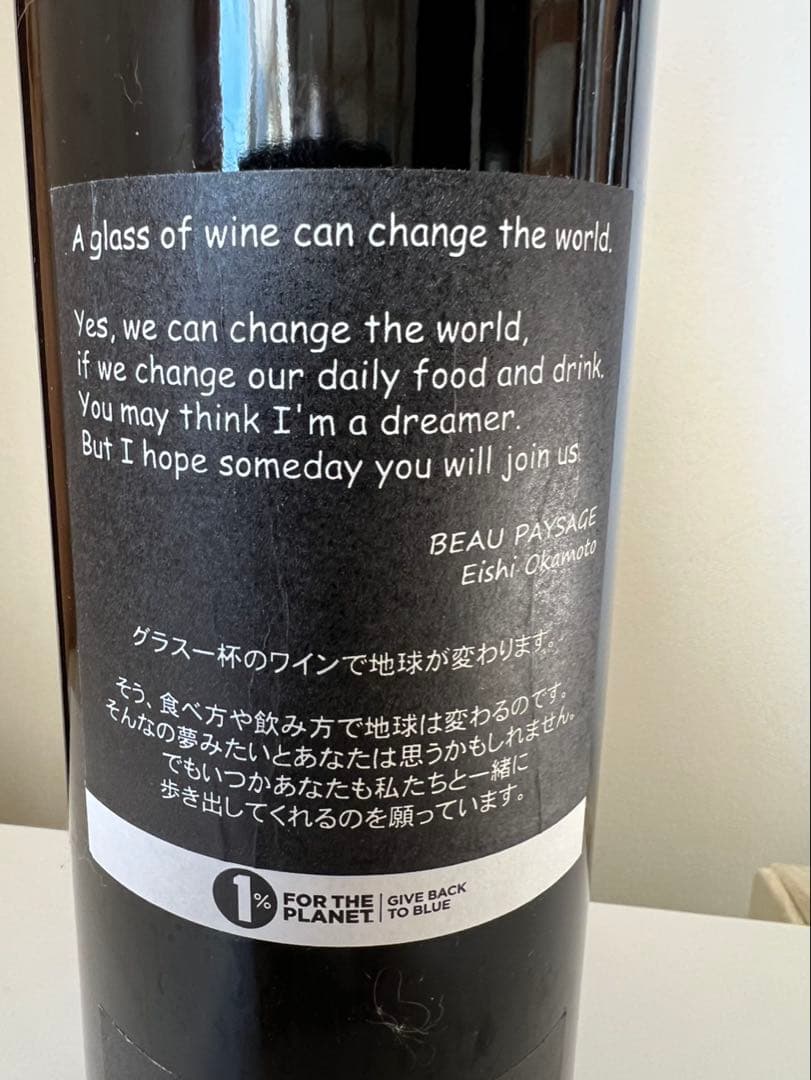 A glass of wine can change the world.
Yes, we can change the world,
if we change our daily food and drink.
You may think I'm a dreamer.
But I hope someday you will join us.
BEAU PAYSAGE
Eishi Okamoto
グラス一杯のワインで地球が変わります。
そう、食べ方や飲み方で地球は変わるのです。
そんなの夢みたいとあなたは思うかもしれません。
でもいつかあなたも私たちと一緒に
歩き出してくれるのを願っています。
1% FOR THE PLANET. | GIVE BACK TO BLUE